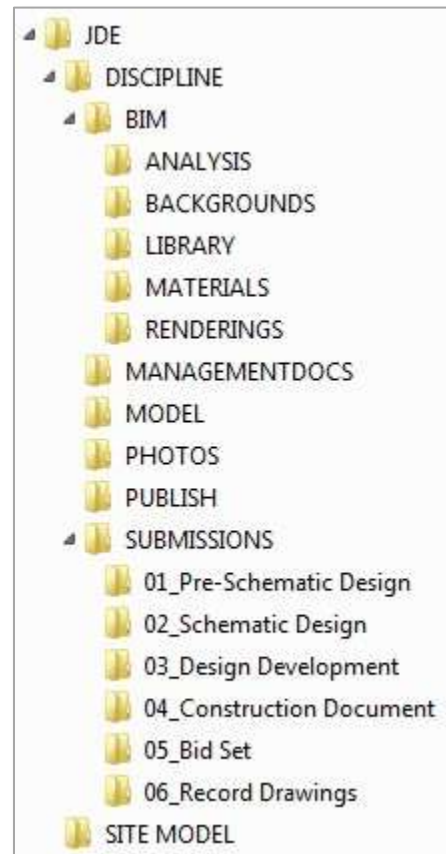 JDE
DISCIPLINE
BIM
ANALYSIS
BACKGROUNDS
LIBRARY
MATERIALS
RENDERINGS
MANAGEMENTDOCS
MODEL
PHOTOS
PUBLISH
SUBMISSIONS
01_Pre-Schematic Design
02_Schematic Design
03_Design Development
04_Construction Document
05_Bid Set
06_Record Drawings
SITE MODEL